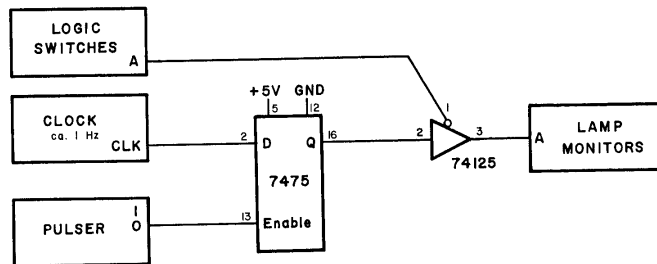 LOGIC
SWITCHES
A
+5V GND
5 12
1
CLOCK
ca. 1 Hz
CLK
2
D
Q
16
2
3
A
LAMP
MONITORS
7475
74125
PULSER
1
0
13
Enable